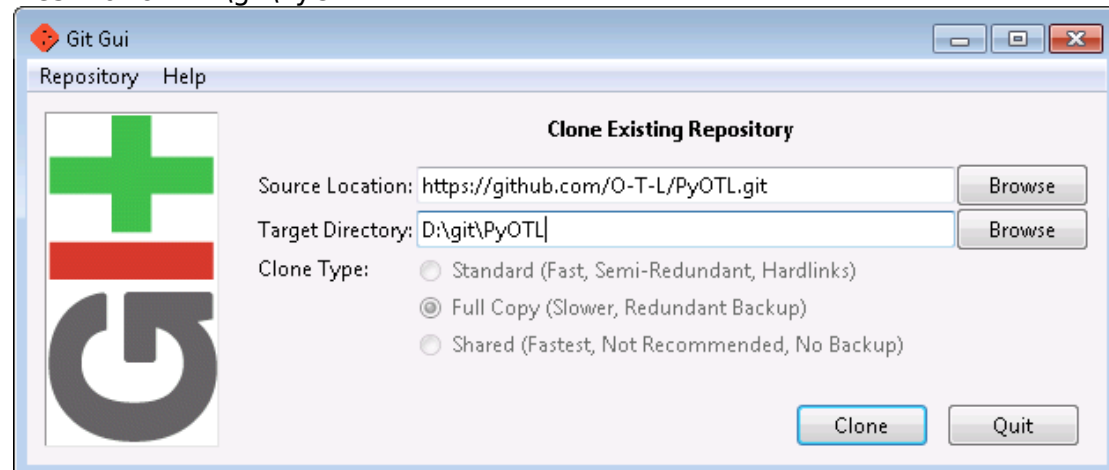 Git Gui
Repository Help
GIT
Clone Existing Repository
Source Location: https://github.com/O-T-L/PyOTL.git Browse
Target Directory: D:\git\PyOTL Browse
Clone Type: Standard (Fast, Semi-Redundant, Hardlinks)
Full Copy (Slower, Redundant Backup)
Shared (Fastest, Not Recommended, No Backup)
Clone Quit